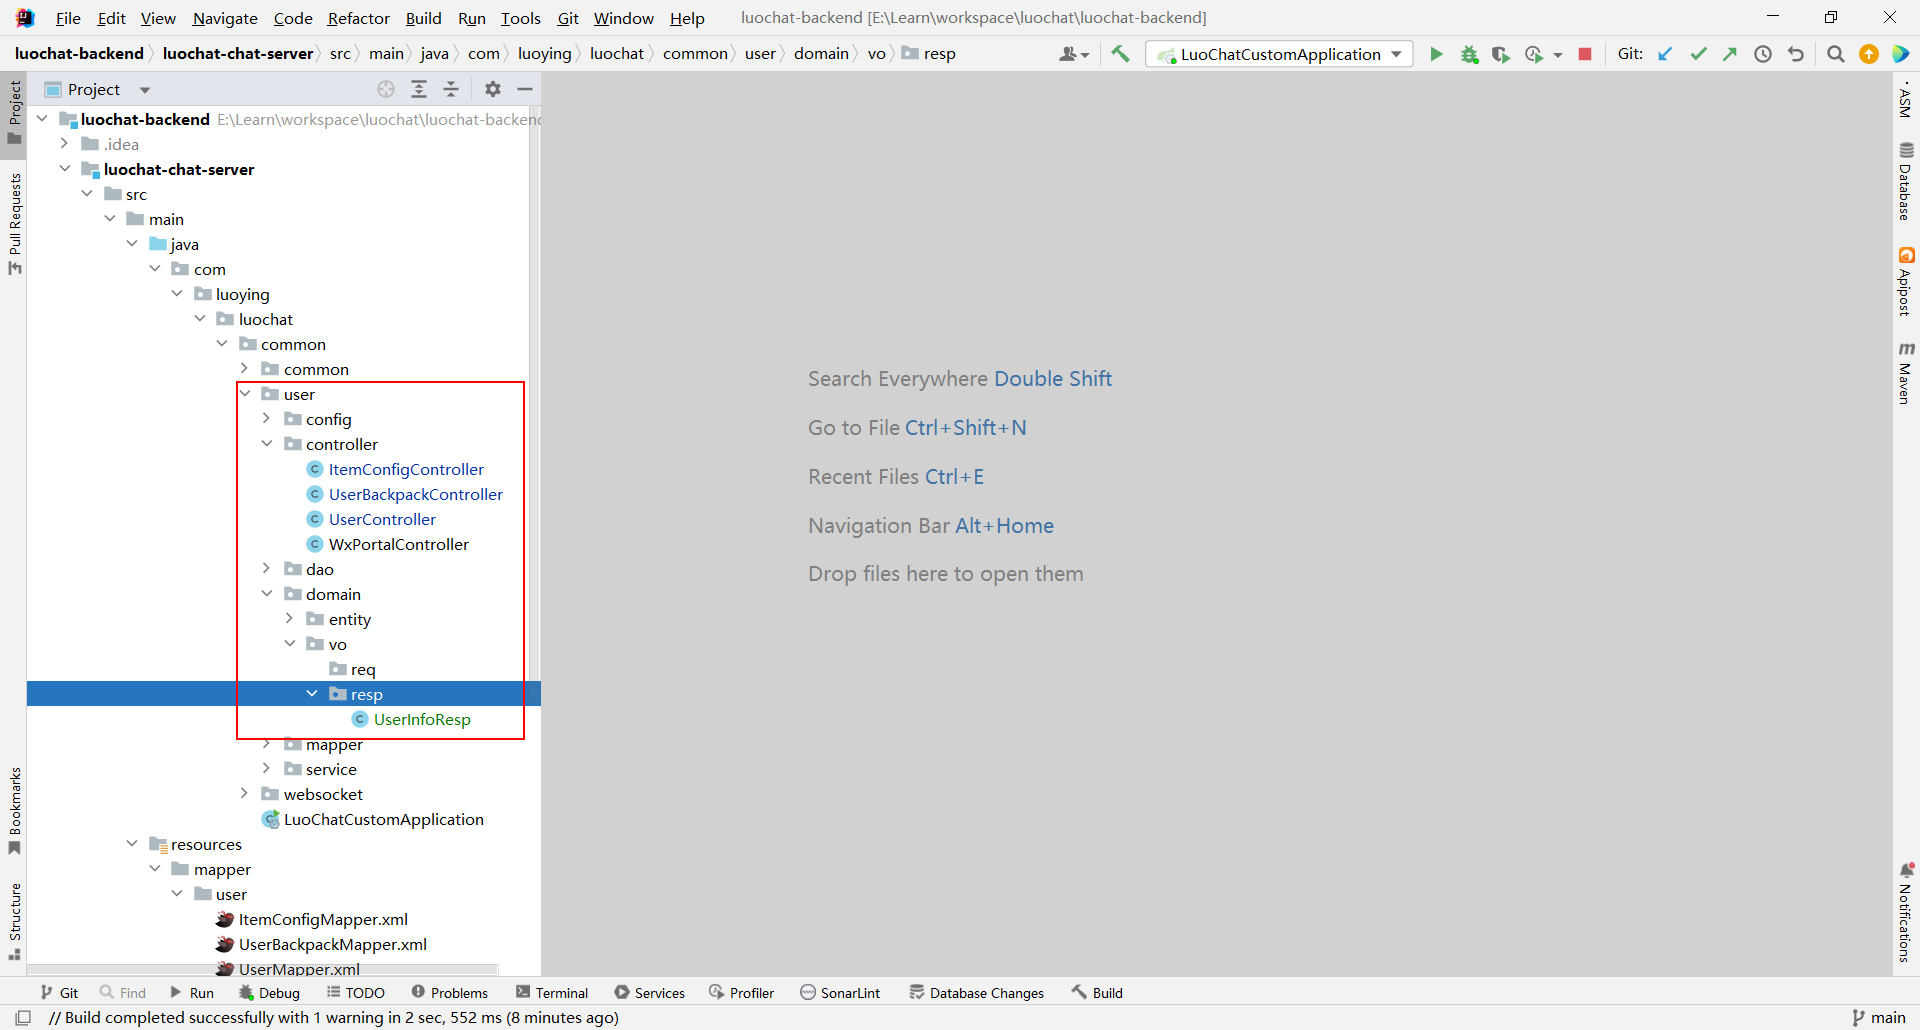 File Edit View Navigate Code Refactor Build Run Tools Git Window Help luochat-backend [E:\Learn\workspace\luochat\luochat-backend]
luochat-backend luochat-chat-server src main java com luoying luochat common user domain vo resp LuoChatCustomApplication Git:
Project
luochat-backend E:\Learn\workspace\luochat\luochat-backend
.idea
luochat-chat-server
src
main
java
com
luoying
luochat
common
common
user
config
controller
ItemConfigController
UserBackpackController
UserController
WxPortalController
dao
domain
entity
vo
req
resp
UserInfoResp
mapper
service
websocket
LuoChatCustomApplication
resources
mapper
user
ItemConfigMapper.xml
UserBackpackMapper.xml
UserMapper.xml
Search Everywhere Double Shift
Go to File Ctrl+Shift+N
Recent Files Ctrl+E
Navigation Bar Alt+Home
Drop files here to open them
Project
Pull Requests
Bookmarks
Structure
ASM
Database
Apipost
Maven
Notifications
Git Find Run Debug TODO Problems Terminal Services Profiler SonarLint Database Changes Build
// Build completed successfully with 1 warning in 2 sec, 552 ms (8 minutes ago) main